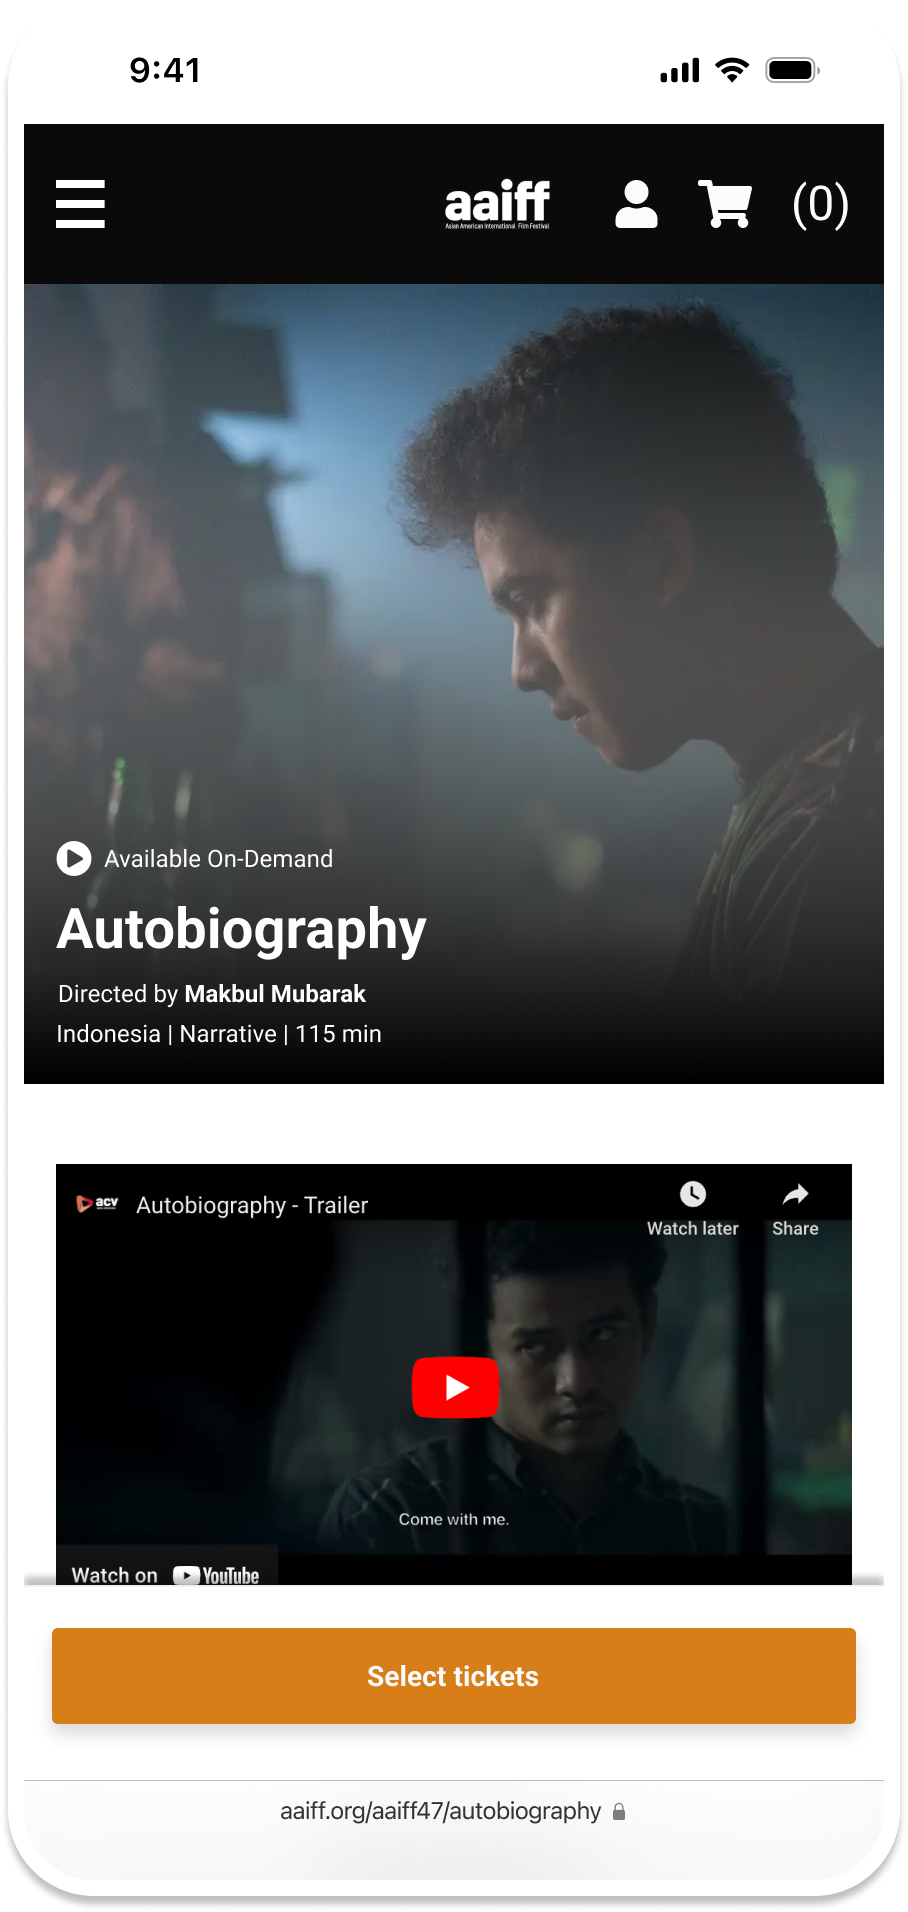 9:41
aaiff
Asian American International Film Festival
(0)
Available On-Demand
Autobiography
Directed by Makbul Mubarak
Indonesia | Narrative | 115 min
acv
Autobiography - Trailer
Watch later
Share
Come with me.
Watch on YouTube
Select tickets
aaiff.org/aaiff47/autobiography